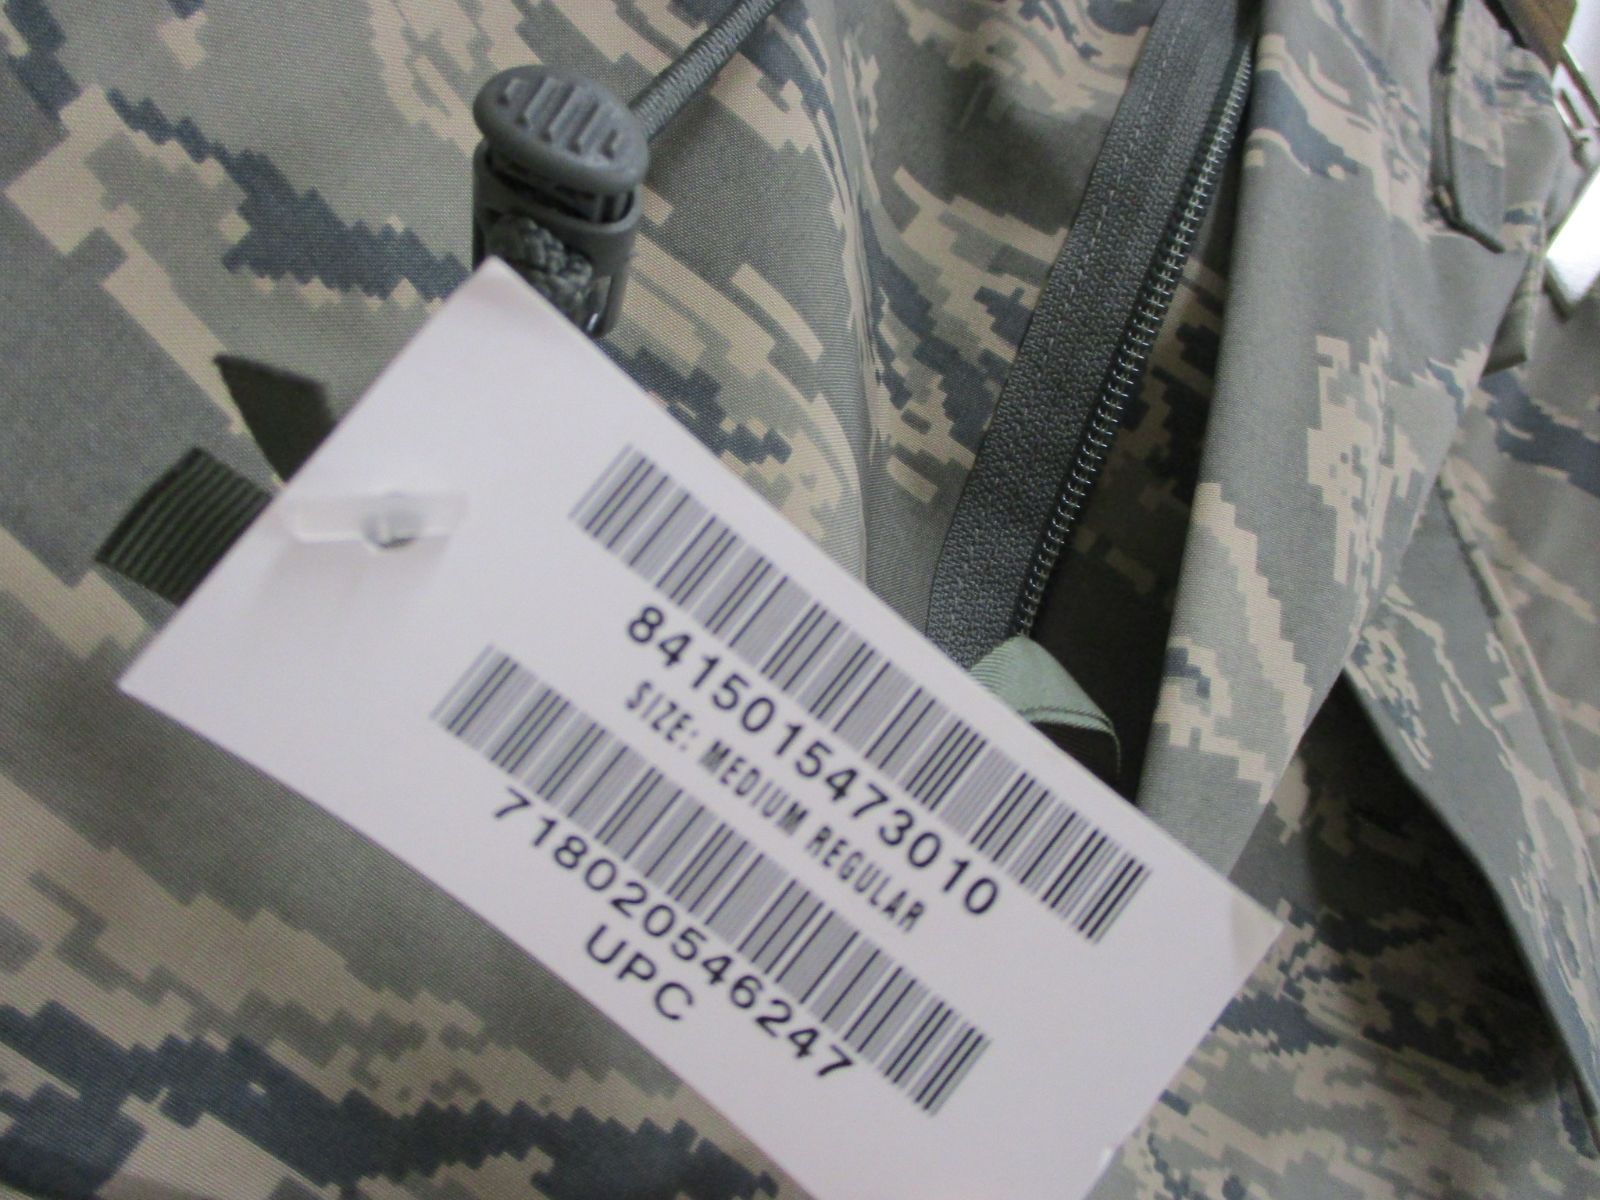 8415015473010
SIZE: MEDIUM REGULAR
718020546247
UPC